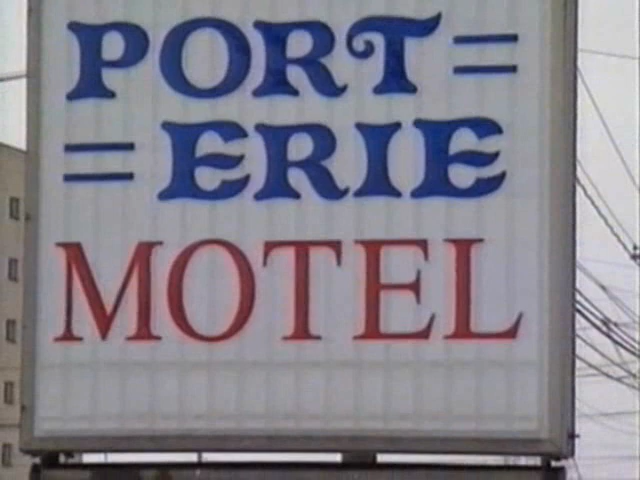 PORT =
= ERIE
MOTEL